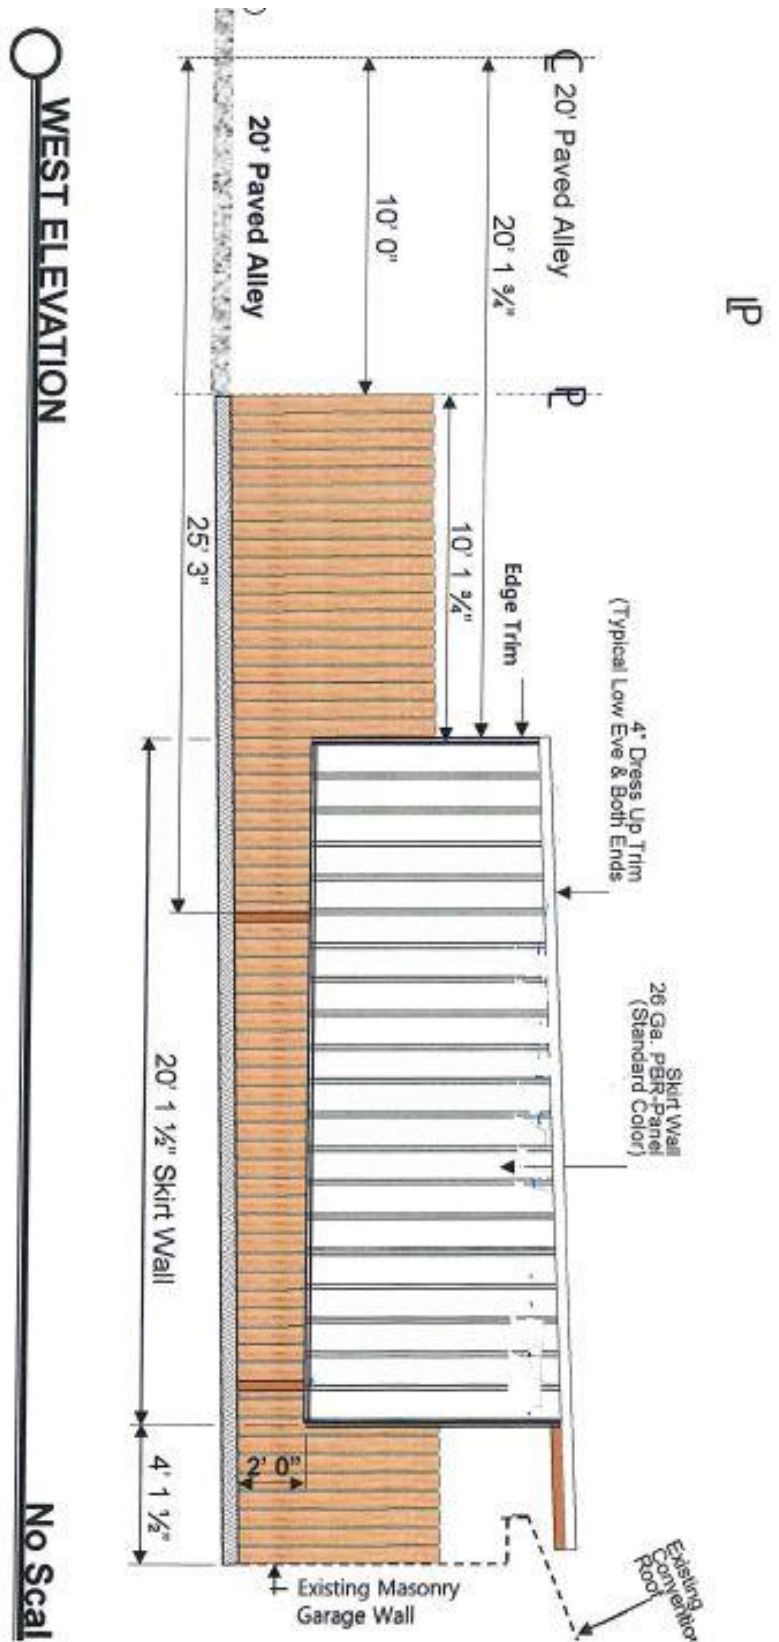 WEST ELEVATION
No Scal
20' Paved Alley
20' Paved Alley
10' 0"
20' 1 ¾"
25' 3"
10' 1 ¾"
Edge Trim
4" Dress Up Trim
(Typical Low Eve & Both Ends
Skirt Wall
26 Ga. PBR-Panel
(Standard Color)
20' 1 ½" Skirt Wall
4' 1 ½"
2' 0"
Existing Masonry
Garage Wall
Existing
Conventior
Roof
CL
PL
LP